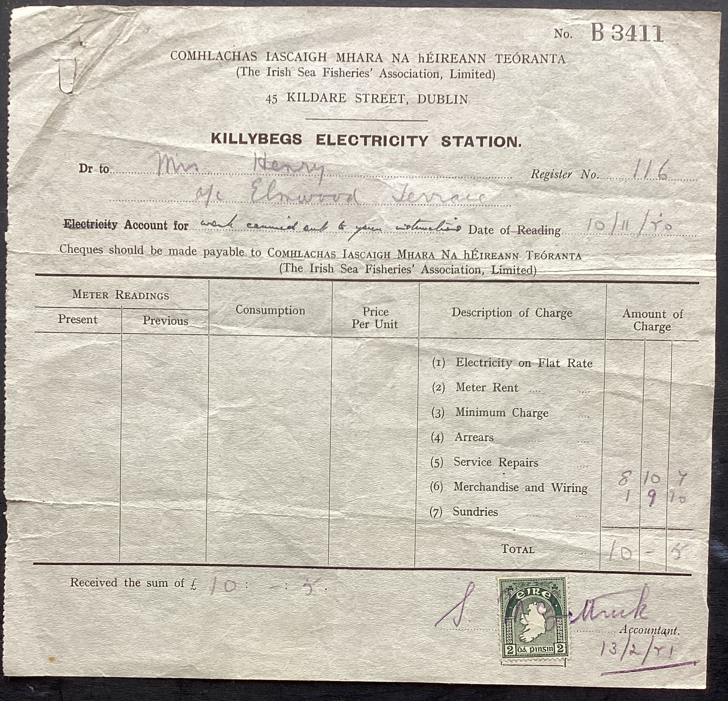 No. B 3411
COMHLACHAS IASCAIGH MHARA NA hÉIREANN TEÓRANTA
(The Irish Sea Fisheries' Association, Limited)
45 KILDARE STREET, DUBLIN
KILLYBEGS ELECTRICITY STATION.
Dr to Mrs Henry Register No. 116
Elmwood Terrace
Electricity Account for work carried out to your instructions Date of Reading 10/11/50
Cheques should be made payable to COMHLACHAS IASCAIGH MHARA NA hÉIREANN TEÓRANTA
(The Irish Sea Fisheries' Association, Limited)
METER READINGS Consumption Price Per Unit Description of Charge Amount of Charge
Present Previous
(1) Electricity on Flat Rate
(2) Meter Rent
(3) Minimum Charge
(4) Arrears
(5) Service Repairs
8 10 7
(6) Merchandise and Wiring
1 9 10
(7) Sundries
TOTAL 10 - 5
Received the sum of £ 10 : - : 5.
éire
2 dá pinsin 2
Accountant.
13/2/51